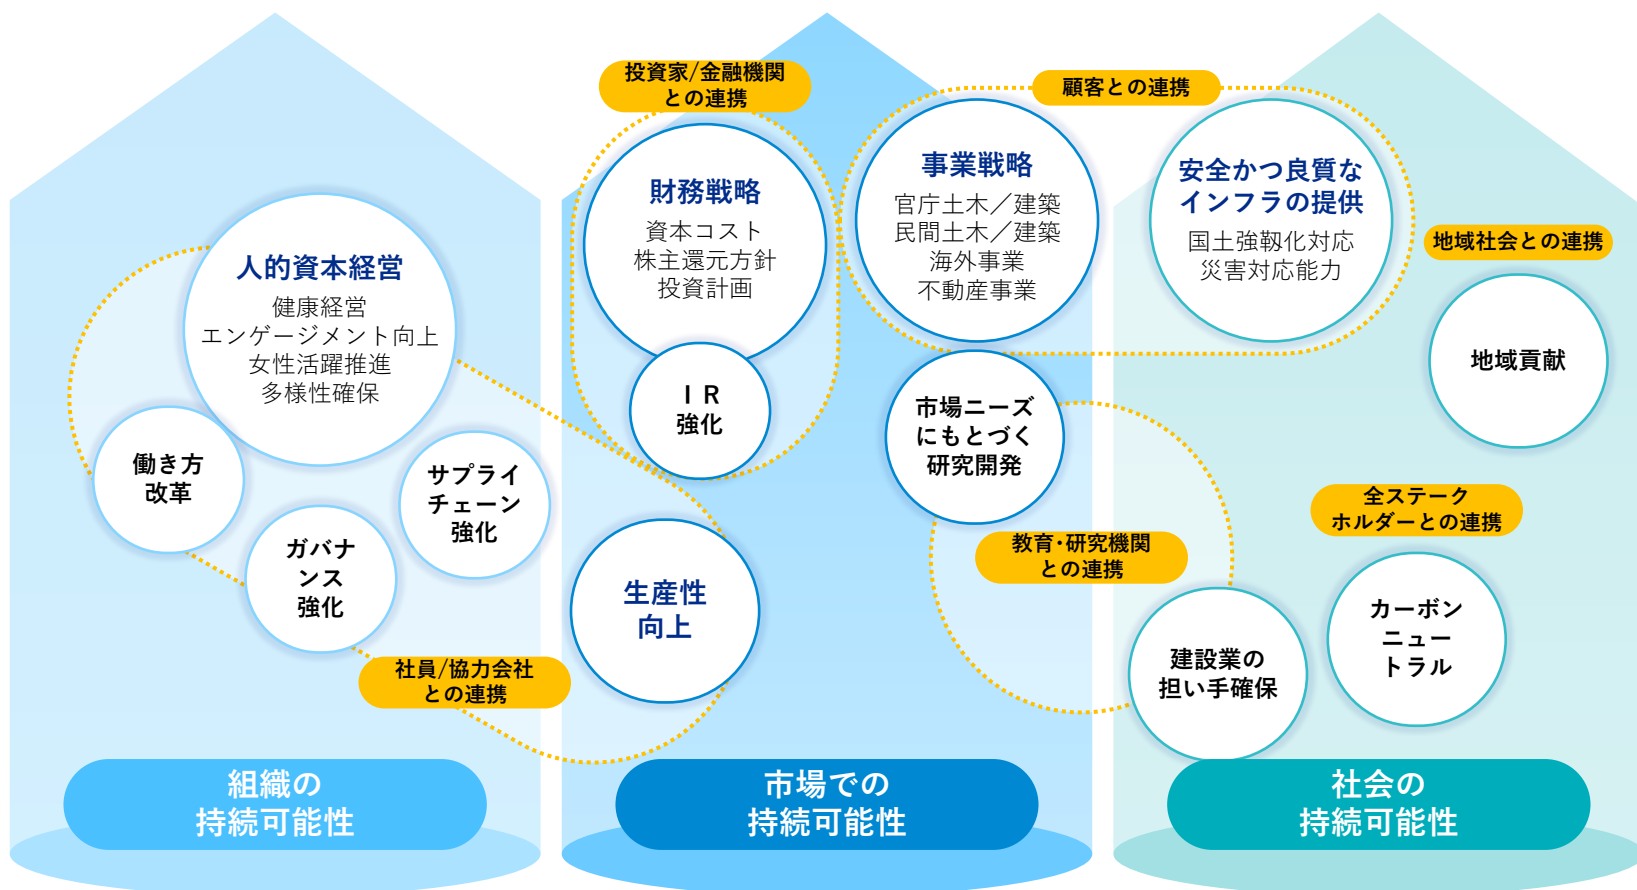 人的資本経営
健康経営
エンゲージメント向上
女性活躍推進
多様性確保
働き方
改革
ガバナ
ンス
強化
サプライ
チェーン
強化
社員/協力会社
との連携
組織の
持続可能性
投資家/金融機関
との連携
財務戦略
資本コスト
株主還元方針
投資計画
ＩＲ
強化
生産性
向上
事業戦略
官庁土木／建築
民間土木／建築
海外事業
不動産事業
市場ニーズ
にもとづく
研究開発
教育・研究機関
との連携
市場での
持続可能性
顧客との連携
安全かつ良質な
インフラの提供
国土強靱化対応
災害対応能力
地域社会との連携
地域貢献
全ステーク
ホルダーとの連携
カーボン
ニュー
トラル
建設業の
担い手確保
社会の
持続可能性